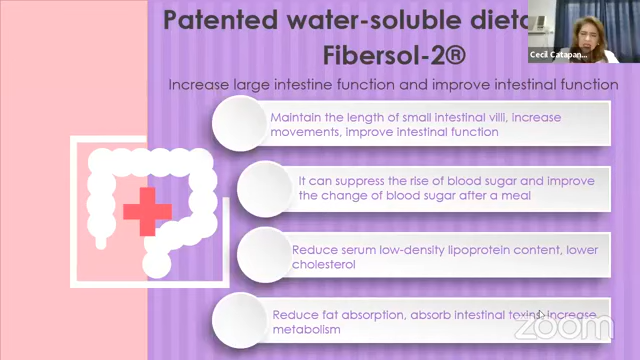 Patented water-soluble
Fibersol-2®
Cecil Catapan...
Increase large intestine function and improve intestinal function
Maintain the length of small intestinal villi, increase
movements, improve intestinal function
It can suppress the rise of blood sugar and improve
the change of blood sugar after a meal
Reduce serum low-density lipoprotein content, lower
cholesterol
Reduce fat absorption, absorb intestinal toxins, increase
metabolism
zoom